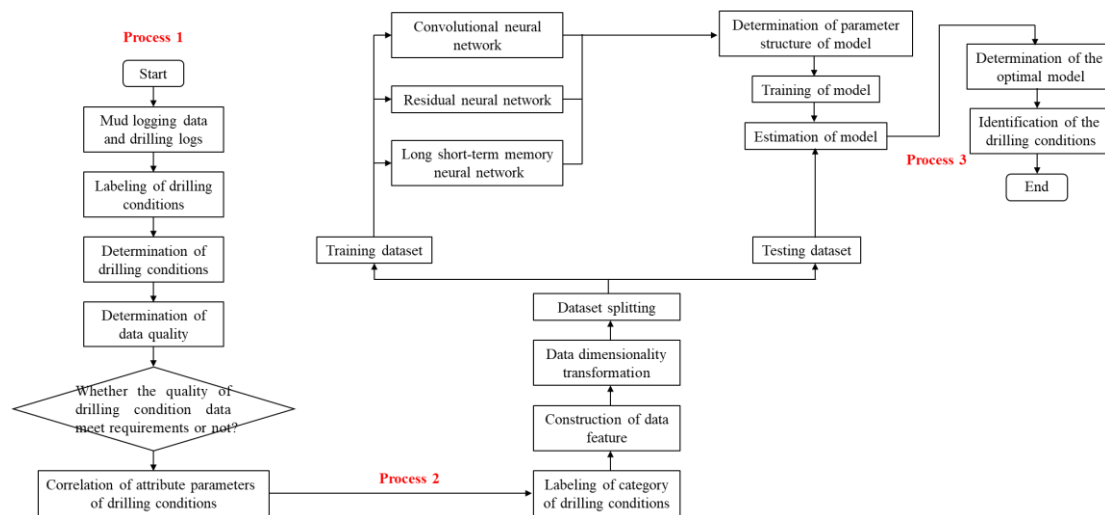 Process 1
Start
Mud logging data
and drilling logs
Labeling of drilling
conditions
Determination of
drilling conditions
Determination of
data quality
Whether the quality of
drilling condition data
meet requirements or not?
Correlation of attribute parameters
of drilling conditions
Process 2
Labeling of category
of drilling conditions
Construction of data
feature
Data dimensionality
transformation
Dataset splitting
Training dataset
Testing dataset
Convolutional neural
network
Residual neural network
Long short-term memory
neural network
Determination of parameter
structure of model
Training of model
Estimation of model
Process 3
Determination of the
optimal model
Identification of the
drilling conditions
End